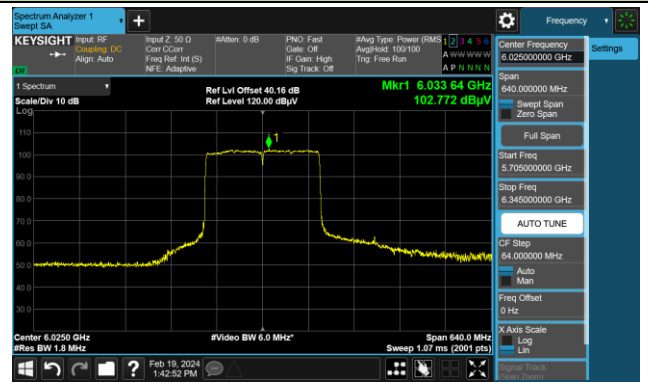 Spectrum Analyzer 1
Swept SA
+
Frequency
KEYSIGHT
Input: RF
Coupling: DC
Align: Auto
Input Z: 50 Ω
Corr CCorr
Freq Ref: Int (S)
NFE: Adaptive
#Atten: 0 dB
PNO: Fast
Gate: Off
IF Gain: High
Sig Track: Off
#Avg Type: Power (RMS
Avg|Hold: 100/100
Trig: Free Run
1 2 3 4 5 6
A W W W W W
A P N N N N
1 Spectrum
Scale/Div 10 dB
Log
Ref Lvl Offset 40.16 dB
Ref Level 120.00 dBµV
Mkr1 6.033 64 GHz
102.772 dBµV
110
100
90.0
80.0
70.0
60.0
50.0
40.0
30.0
1
Center 6.0250 GHz
#Res BW 1.8 MHz
#Video BW 6.0 MHz*
Span 640.0 MHz
Sweep 1.07 ms (2001 pts)
Feb 19, 2024
1:42:52 PM
Center Frequency
6.025000000 GHz
Settings
Span
640.000000 MHz
Swept Span
Zero Span
Full Span
Start Freq
5.705000000 GHz
Stop Freq
6.345000000 GHz
AUTO TUNE
CF Step
64.000000 MHz
Auto
Man
Freq Offset
0 Hz
X Axis Scale
Log
Lin
Signal Track
(Span Zoom)